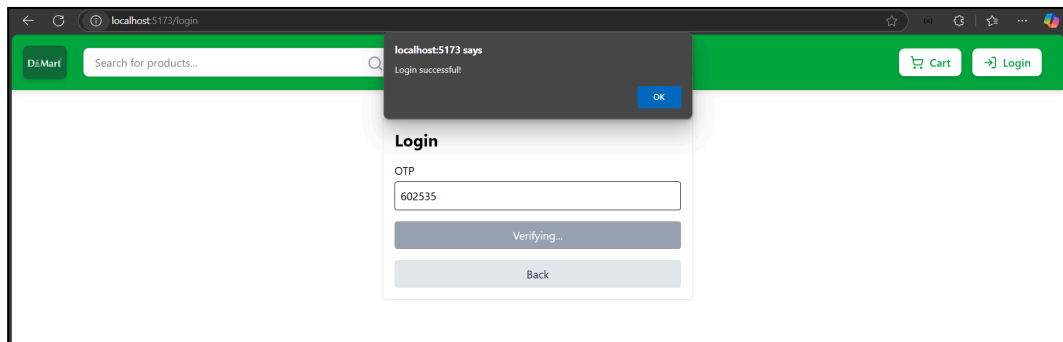 localhost:5173/login
D Mart
Search for products...
Cart
Login
localhost:5173 says
Login successful!
OK
Login
OTP
602535
Verifying...
Back